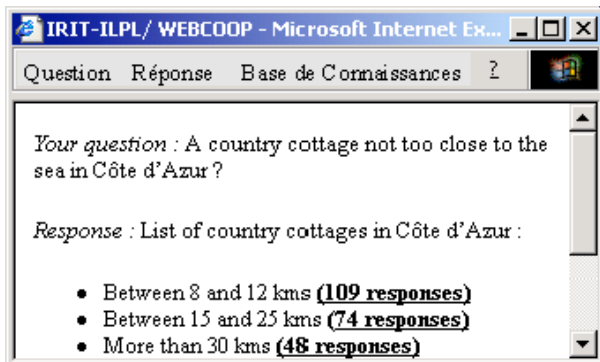 IRIT-ILPL/ WEBCOOP - Microsoft Internet Ex...
Question Réponse Base de Connaissances ?
Your question : A country cottage not too close to the
sea in Côte d'Azur ?
Response : List of country cottages in Côte d'Azur :
• Between 8 and 12 kms (109 responses)
• Between 15 and 25 kms (74 responses)
• More than 30 kms (48 responses)